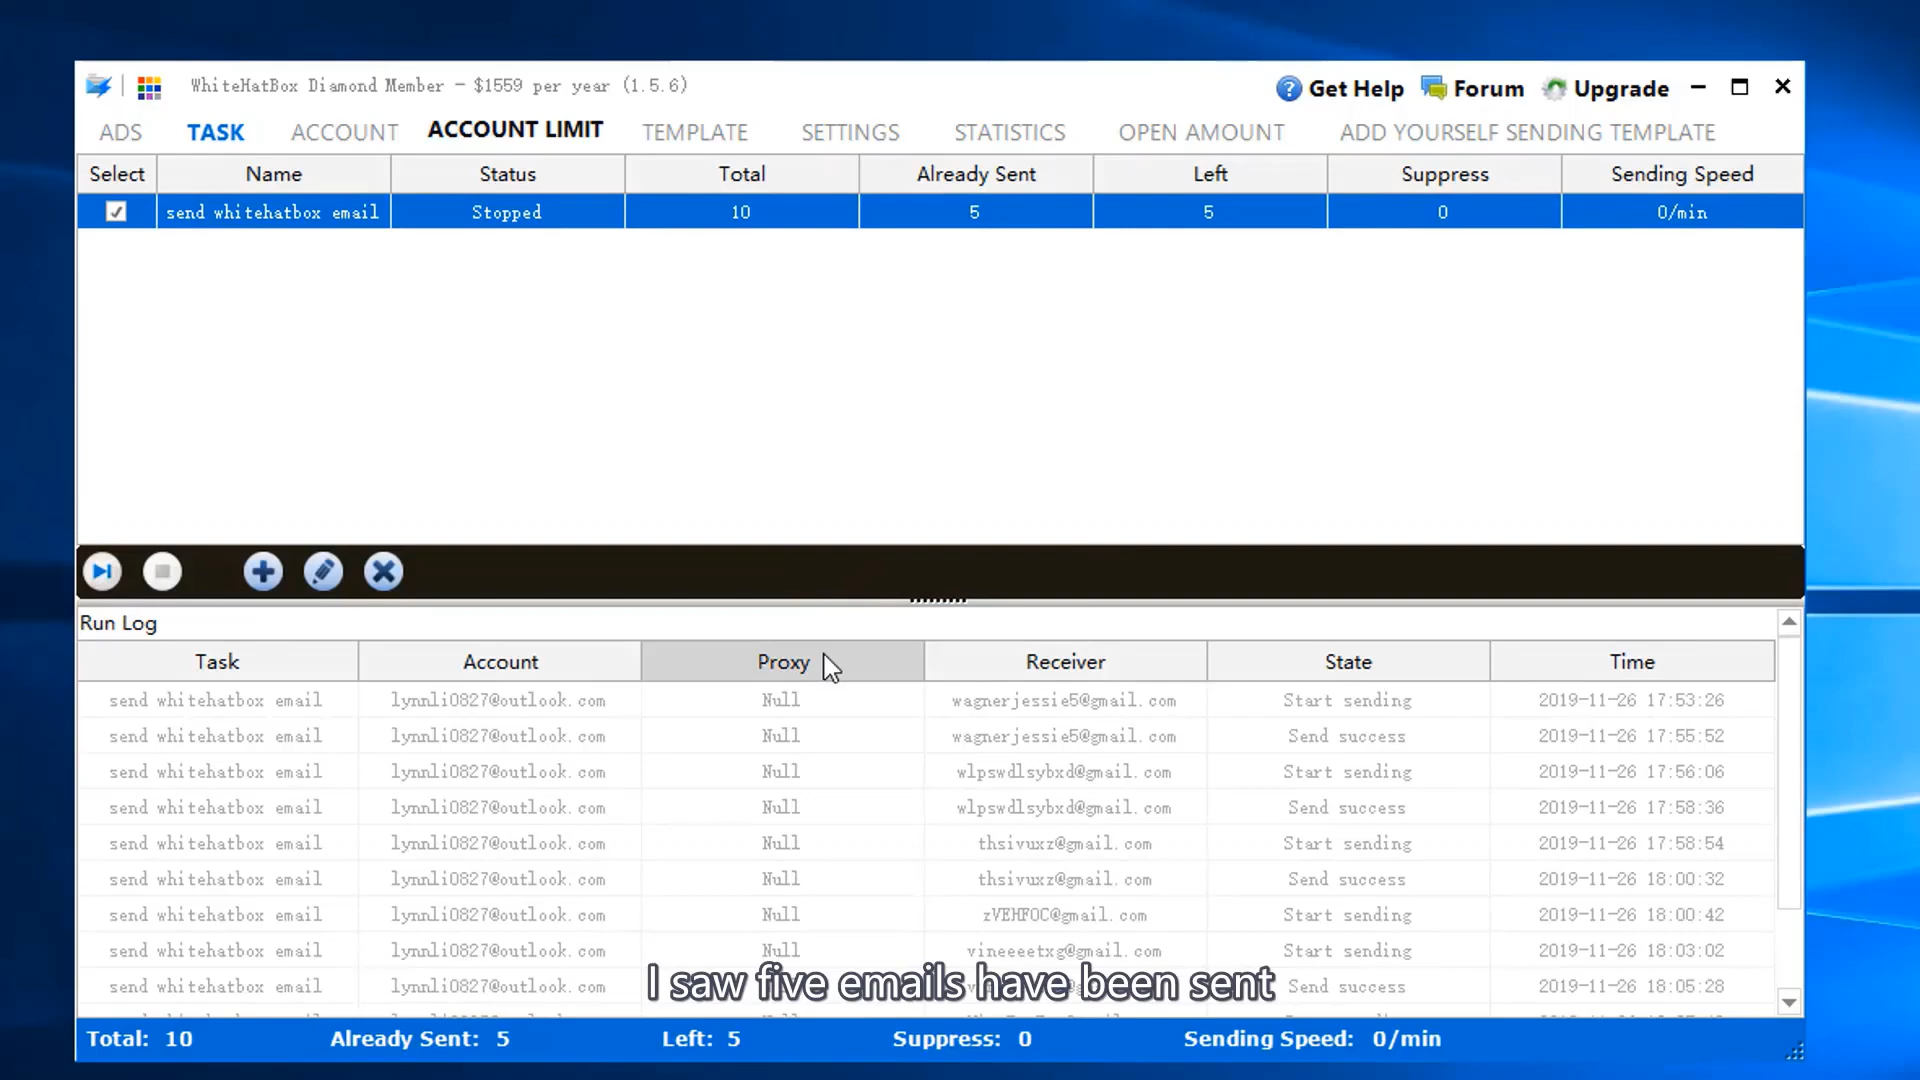 WhiteHatBox Diamond Member - $1559 per year (1.5.6)
Get Help Forum Upgrade
ADS TASK ACCOUNT ACCOUNT LIMIT TEMPLATE SETTINGS STATISTICS OPEN AMOUNT ADD YOURSELF SENDING TEMPLATE
Select Name Status Total Already Sent Left Suppress Sending Speed
send whitehatbox email Stopped 10 5 5 0 0/min
Run Log
Task Account Proxy Receiver State Time
send whitehatbox email lynnli0827@outlook.com Null wagnerjessie5@gmail.com Start sending 2019-11-26 17:53:26
send whitehatbox email lynnli0827@outlook.com Null wagnerjessie5@gmail.com Send success 2019-11-26 17:55:52
send whitehatbox email lynnli0827@outlook.com Null wlpswdlsybxd@gmail.com Start sending 2019-11-26 17:56:06
send whitehatbox email lynnli0827@outlook.com Null wlpswdlsybxd@gmail.com Send success 2019-11-26 17:58:36
send whitehatbox email lynnli0827@outlook.com Null thsivuxz@gmail.com Start sending 2019-11-26 17:58:54
send whitehatbox email lynnli0827@outlook.com Null thsivuxz@gmail.com Send success 2019-11-26 18:00:32
send whitehatbox email lynnli0827@outlook.com Null zVEHFOC@gmail.com Start sending 2019-11-26 18:00:42
send whitehatbox email lynnli0827@outlook.com Null vineeeetxg@gmail.com Start sending 2019-11-26 18:03:02
send whitehatbox email lynnli0827@outlook.com Send success 2019-11-26 18:05:28
I saw five emails have been sent
Total: 10 Already Sent: 5 Left: 5 Suppress: 0 Sending Speed: 0/min